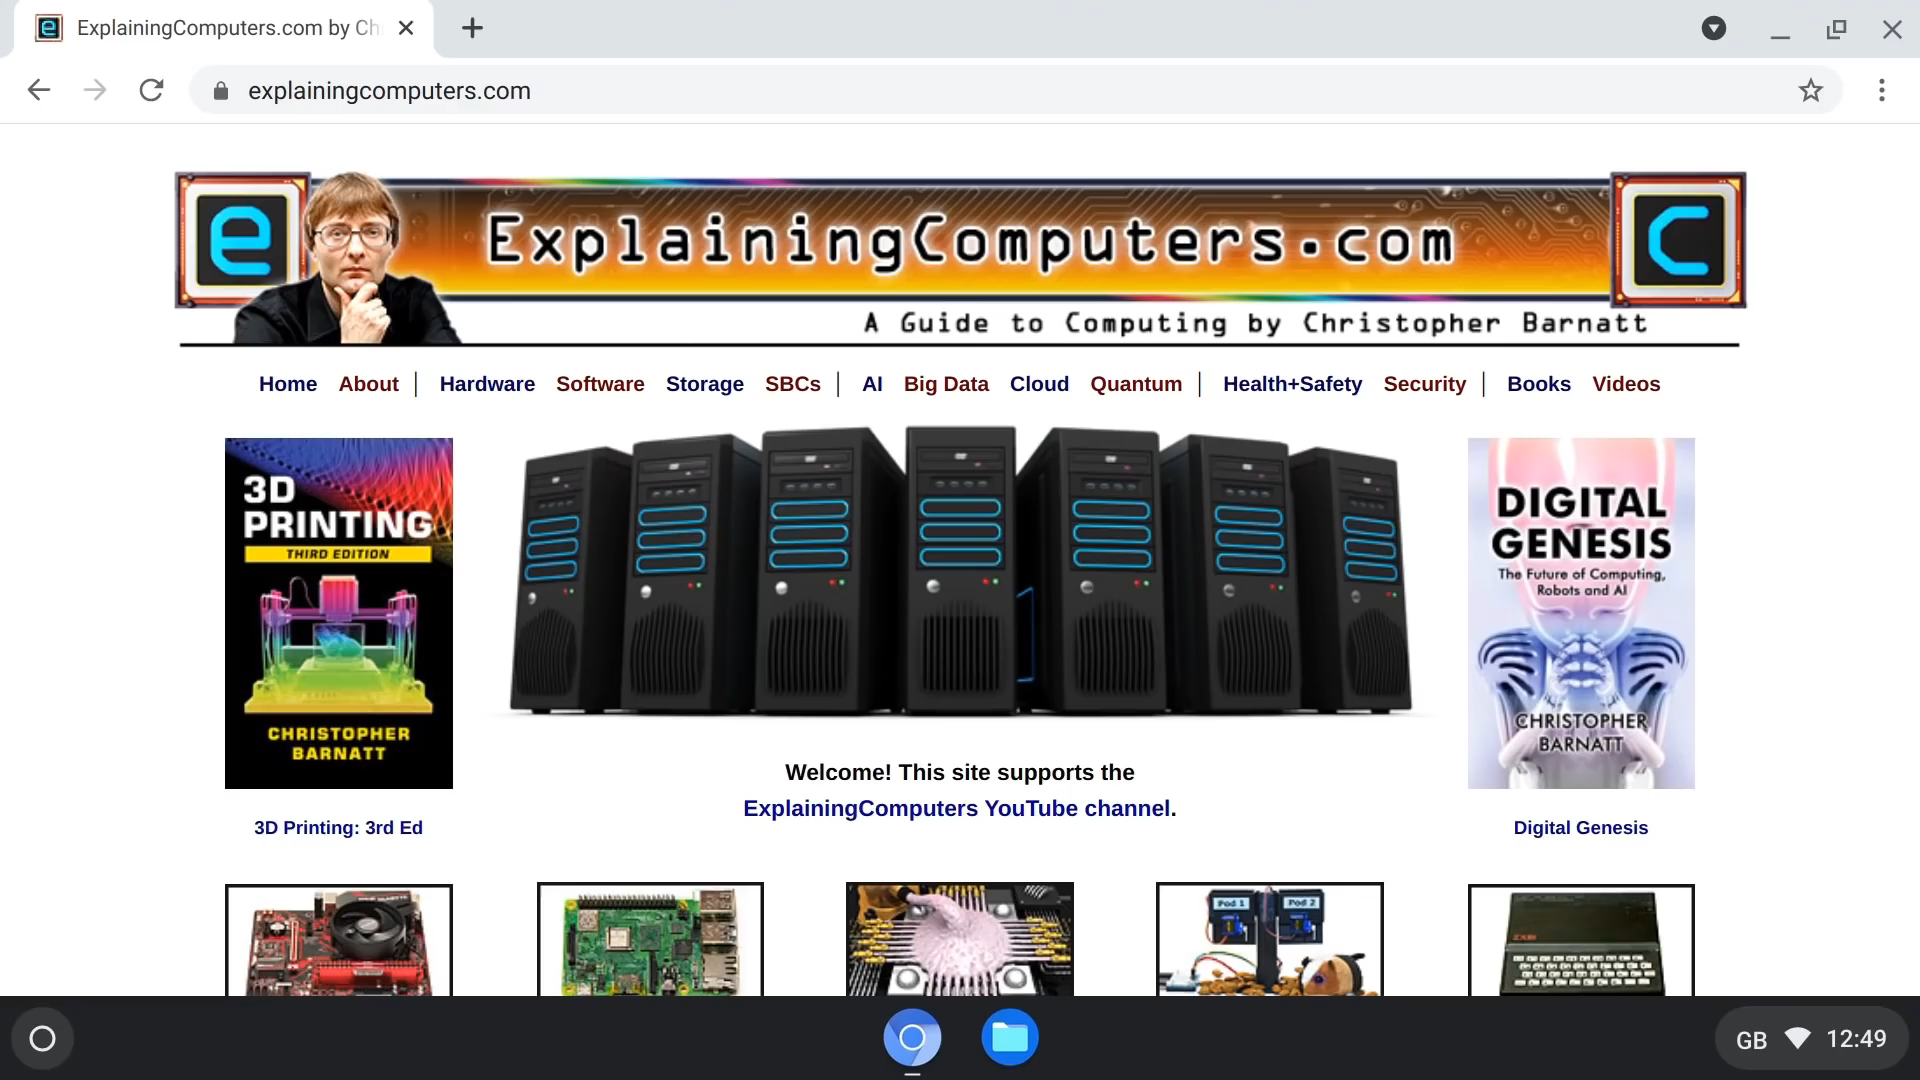 ExplainingComputers.com by Ch
explainingcomputers.com
e
ExplainingComputers.com
C
A Guide to Computing by Christopher Barnatt
Home About | Hardware Software Storage SBCs | AI Big Data Cloud Quantum | Health+Safety Security | Books Videos
3D
PRINTING
THIRD EDITION
CHRISTOPHER
BARNATT
DIGITAL
GENESIS
The Future of Computing,
Robots and AI
CHRISTOPHER
BARNATT
Welcome! This site supports the
ExplainingComputers YouTube channel.
3D Printing: 3rd Ed
Digital Genesis
Pod 1
Pod 2
GB 12:49